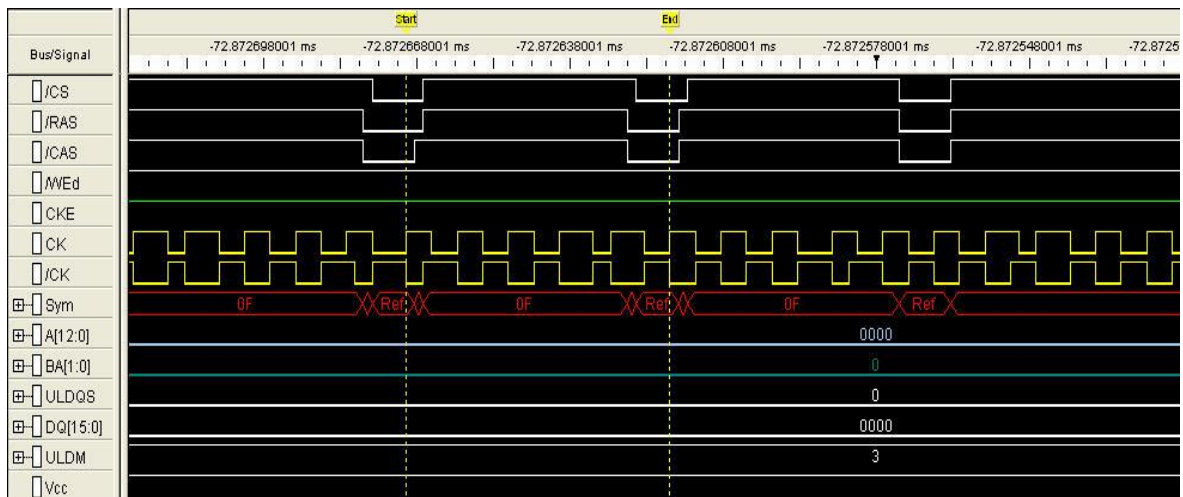 Start End
Bus/Signal -72.872698001 ms -72.872668001 ms -72.872638001 ms -72.872608001 ms -72.872578001 ms -72.872548001 ms -72.8725
/CS
/RAS
/CAS
/WEd
CKE
CK
/CK
Sym 0F Ref 0F Ref 0F Ref
A[12:0] 0000
BA[1:0] 0
ULDQS 0
DQ[15:0] 0000
ULDM 3
Vcc